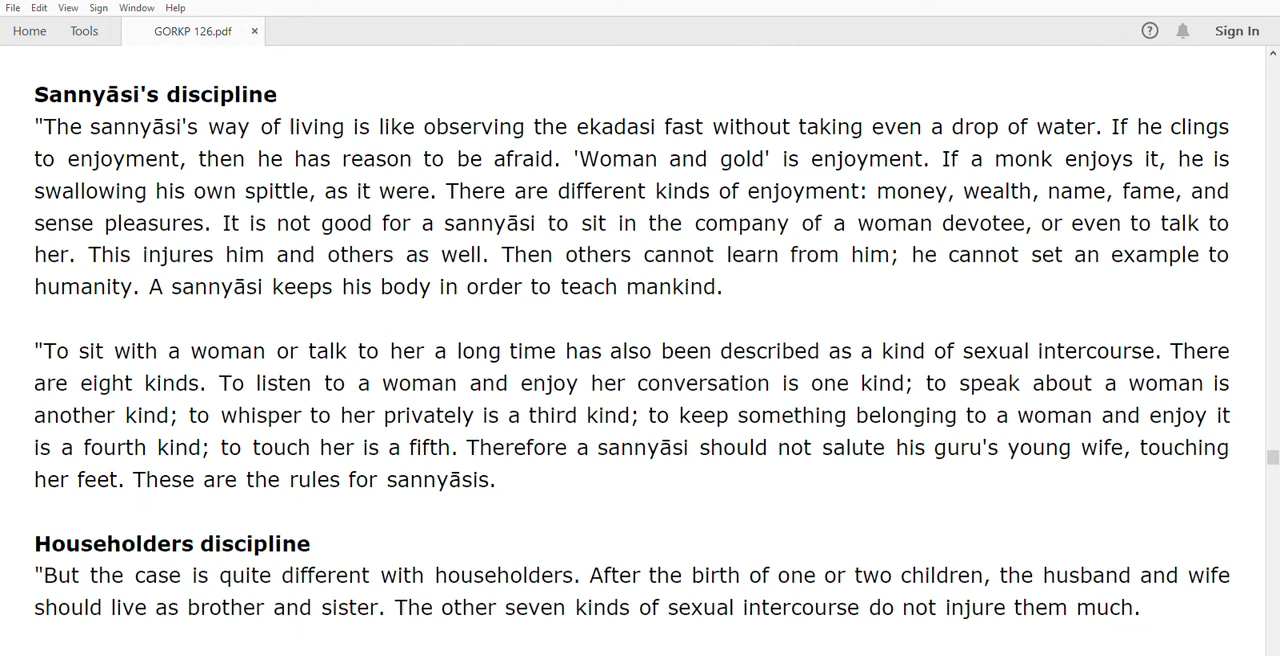 File Edit View Sign Window Help
Home Tools GORKP 126.pdf × ? Sign In
Sannyāsi's discipline
"The sannyāsi's way of living is like observing the ekadasi fast without taking even a drop of water. If he clings
to enjoyment, then he has reason to be afraid. 'Woman and gold' is enjoyment. If a monk enjoys it, he is
swallowing his own spittle, as it were. There are different kinds of enjoyment: money, wealth, name, fame, and
sense pleasures. It is not good for a sannyāsi to sit in the company of a woman devotee, or even to talk to
her. This injures him and others as well. Then others cannot learn from him; he cannot set an example to
humanity. A sannyāsi keeps his body in order to teach mankind.
"To sit with a woman or talk to her a long time has also been described as a kind of sexual intercourse. There
are eight kinds. To listen to a woman and enjoy her conversation is one kind; to speak about a woman is
another kind; to whisper to her privately is a third kind; to keep something belonging to a woman and enjoy it
is a fourth kind; to touch her is a fifth. Therefore a sannyāsi should not salute his guru's young wife, touching
her feet. These are the rules for sannyāsis.
Householders discipline
"But the case is quite different with householders. After the birth of one or two children, the husband and wife
should live as brother and sister. The other seven kinds of sexual intercourse do not injure them much.